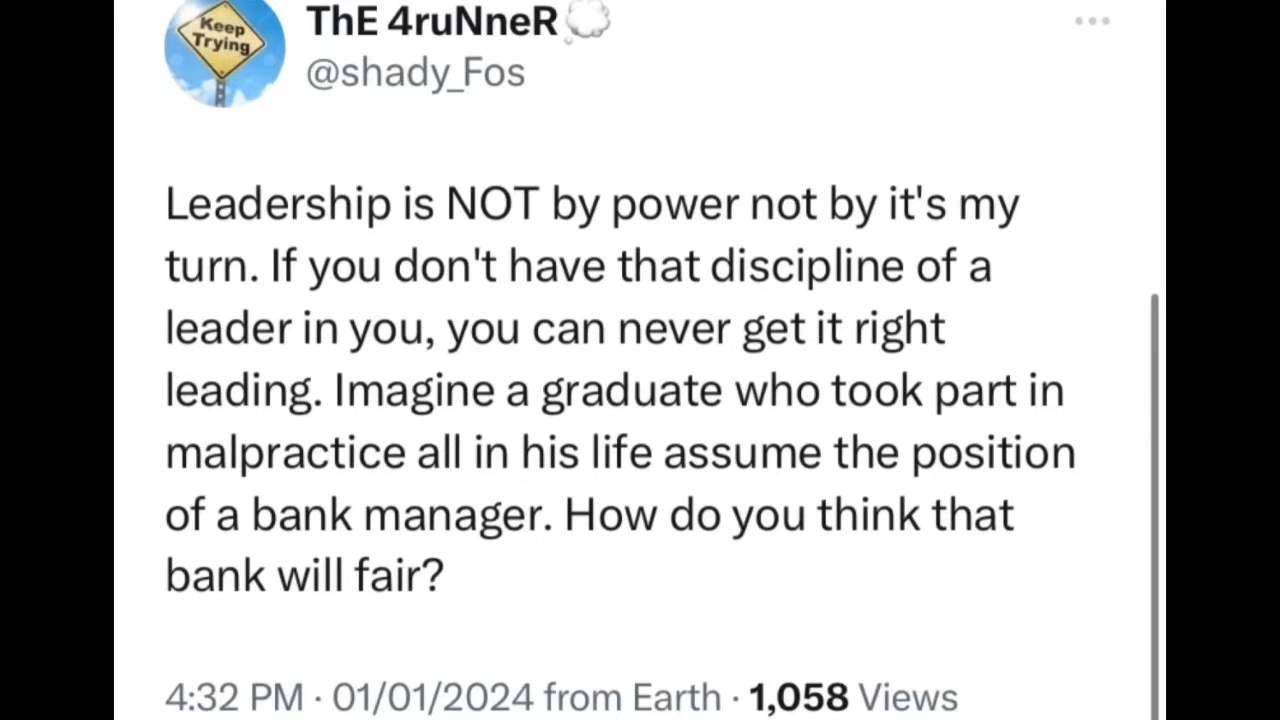 Keep
Trying
ThE 4ruNneR💭
@shady_Fos
Leadership is NOT by power not by it's my
turn. If you don't have that discipline of a
leader in you, you can never get it right
leading. Imagine a graduate who took part in
malpractice all in his life assume the position
of a bank manager. How do you think that
bank will fair?
4:32 PM · 01/01/2024 from Earth · 1,058 Views